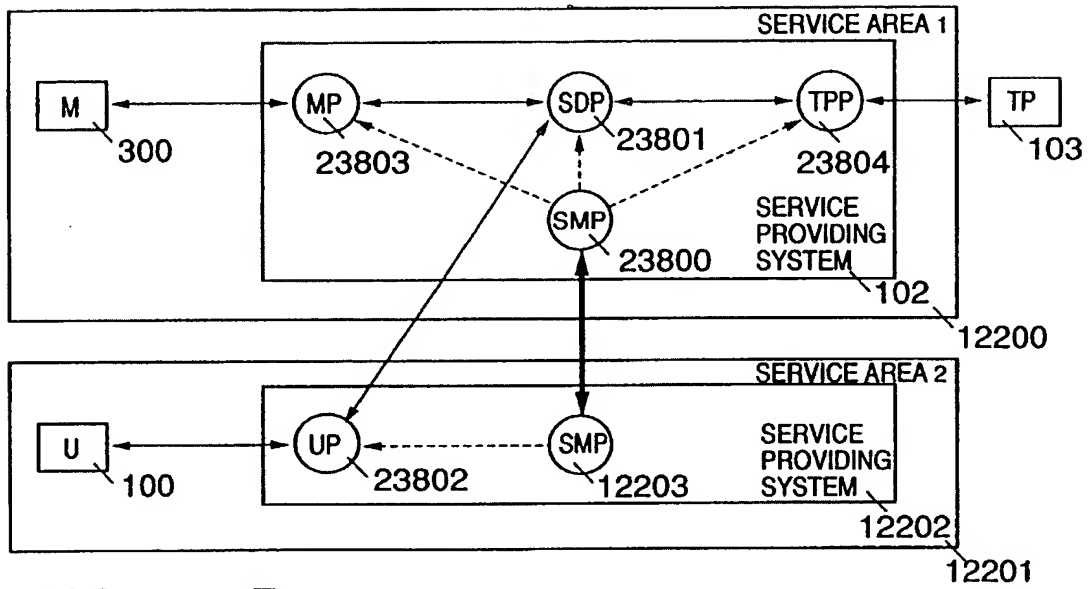 SERVICE AREA 1
M
300
MP
23803
SDP
23801
TPP
23804
TP
103
SMP
23800
SERVICE
PROVIDING
SYSTEM
102
12200
SERVICE AREA 2
U
100
UP
23802
SMP
12203
SERVICE
PROVIDING
SYSTEM
12202
12201